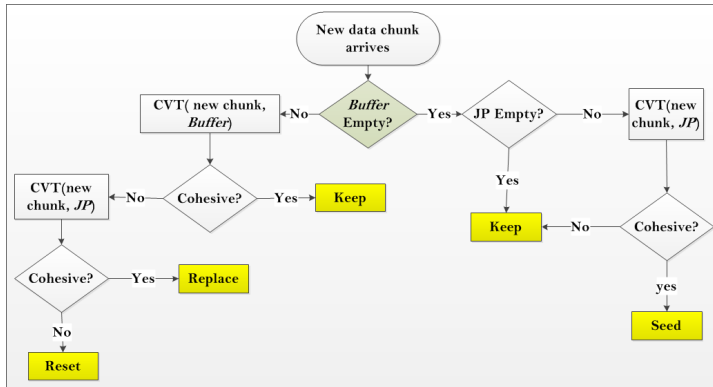 New data chunk
arrives
CVT( new chunk,
Buffer)
No
Buffer
Empty?
Yes
JP Empty?
No
CVT(new
chunk, JP)
CVT(new
chunk, JP)
No
Cohesive?
Yes
Keep
Yes
Keep
No
Cohesive?
Cohesive?
Yes
Replace
yes
No
Seed
Reset